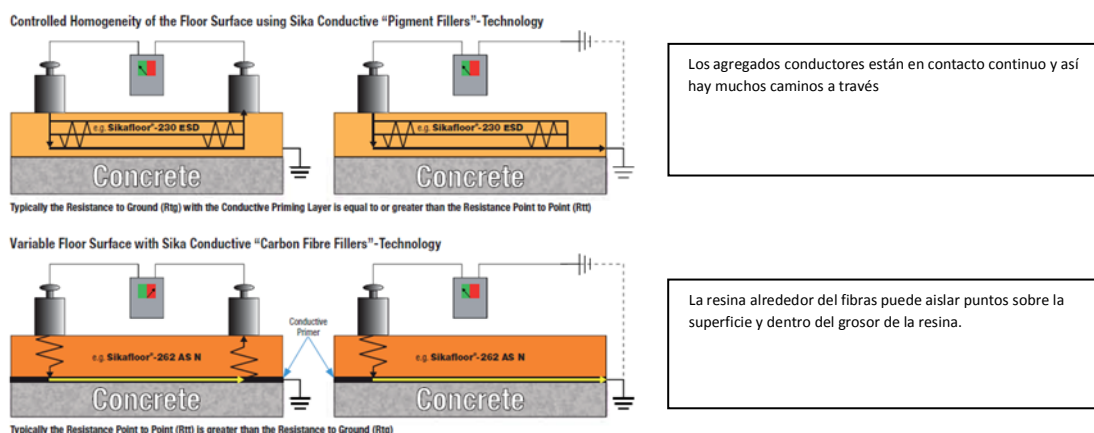 Controlled Homogeneity of the Floor Surface using Sika Conductive “Pigment Fillers”-Technology
e.g. Sikafloor®-230 ESD
e.g. Sikafloor®-230 ESD
Concrete
Concrete
Typically the Resistance to Ground (Rtg) with the Conductive Priming Layer is equal to or greater than the Resistance Point to Point (Rtt)
Los agregados conductores están en contacto continuo y así
hay muchos caminos a través
Variable Floor Surface with Sika Conductive “Carbon Fibre Fillers”-Technology
Conductive
Primer
e.g. Sikafloor®-262 AS N
e.g. Sikafloor®-262 AS N
Concrete
Concrete
Typically the Resistance Point to Point (Rtt) is greater than the Resistance to Ground (Rtg)
La resina alrededor del fibras puede aislar puntos sobre la
superficie y dentro del grosor de la resina.